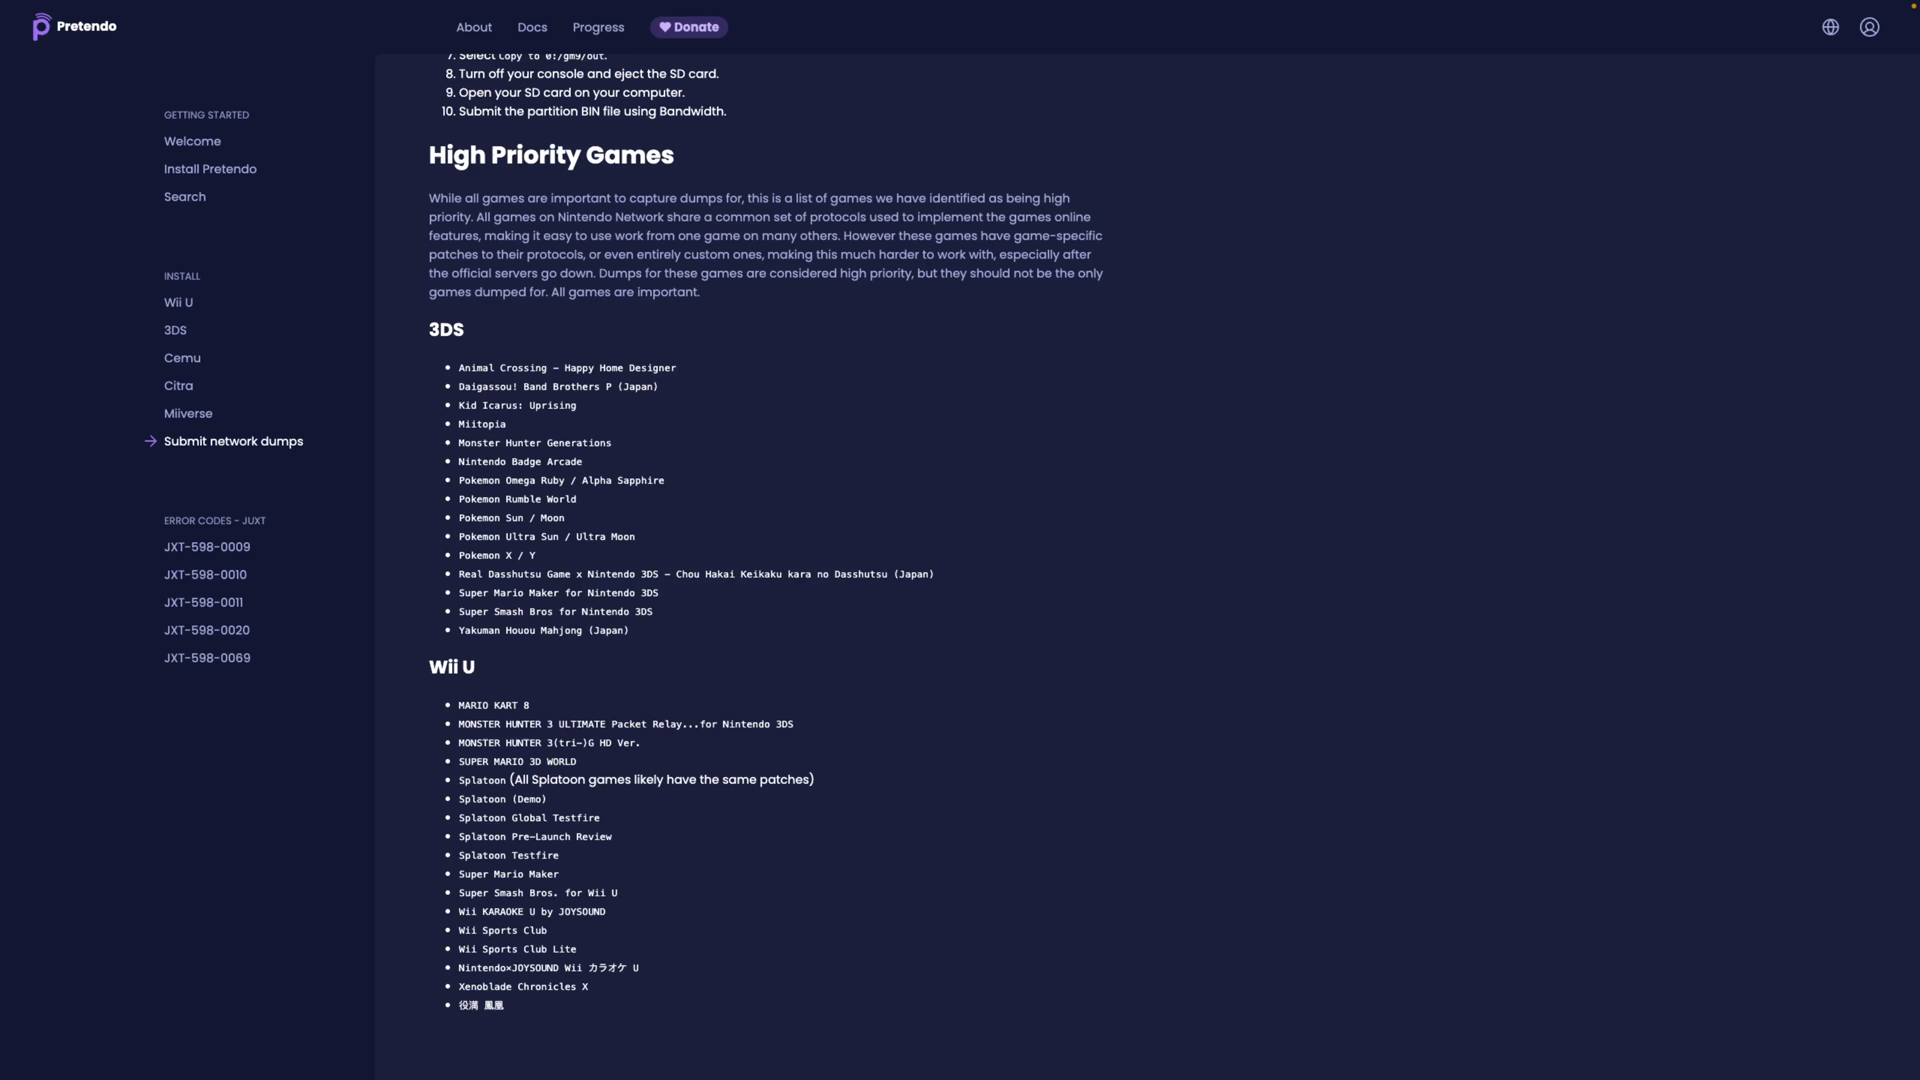 Pretendo
About
Docs
Progress
Donate
GETTING STARTED
Welcome
Install Pretendo
Search
INSTALL
Wii U
3DS
Cemu
Citra
Miiverse
Submit network dumps
ERROR CODES - JUXT
JXT-598-0009
JXT-598-0010
JXT-598-0011
JXT-598-0020
JXT-598-0069
7. Select Copy to 0:/gm9/out.
8. Turn off your console and eject the SD card.
9. Open your SD card on your computer.
10. Submit the partition BIN file using Bandwidth.
High Priority Games
While all games are important to capture dumps for, this is a list of games we have identified as being high
priority. All games on Nintendo Network share a common set of protocols used to implement the games online
features, making it easy to use work from one game on many others. However these games have game-specific
patches to their protocols, or even entirely custom ones, making this much harder to work with, especially after
the official servers go down. Dumps for these games are considered high priority, but they should not be the only
games dumped for. All games are important.
3DS
Animal Crossing - Happy Home Designer
Daigassou! Band Brothers P (Japan)
Kid Icarus: Uprising
Miitopia
Monster Hunter Generations
Nintendo Badge Arcade
Pokemon Omega Ruby / Alpha Sapphire
Pokemon Rumble World
Pokemon Sun / Moon
Pokemon Ultra Sun / Ultra Moon
Pokemon X / Y
Real Dasshutsu Game x Nintendo 3DS - Chou Hakai Keikaku kara no Dasshutsu (Japan)
Super Mario Maker for Nintendo 3DS
Super Smash Bros for Nintendo 3DS
Yakuman Houou Mahjong (Japan)
Wii U
MARIO KART 8
MONSTER HUNTER 3 ULTIMATE Packet Relay...for Nintendo 3DS
MONSTER HUNTER 3(tri-)G HD Ver.
SUPER MARIO 3D WORLD
Splatoon (All Splatoon games likely have the same patches)
Splatoon (Demo)
Splatoon Global Testfire
Splatoon Pre-Launch Review
Splatoon Testfire
Super Mario Maker
Super Smash Bros. for Wii U
Wii KARAOKE U by JOYSOUND
Wii Sports Club
Wii Sports Club Lite
Nintendo×JOYSOUND Wii カラオケ U
Xenoblade Chronicles X
役満 鳳凰